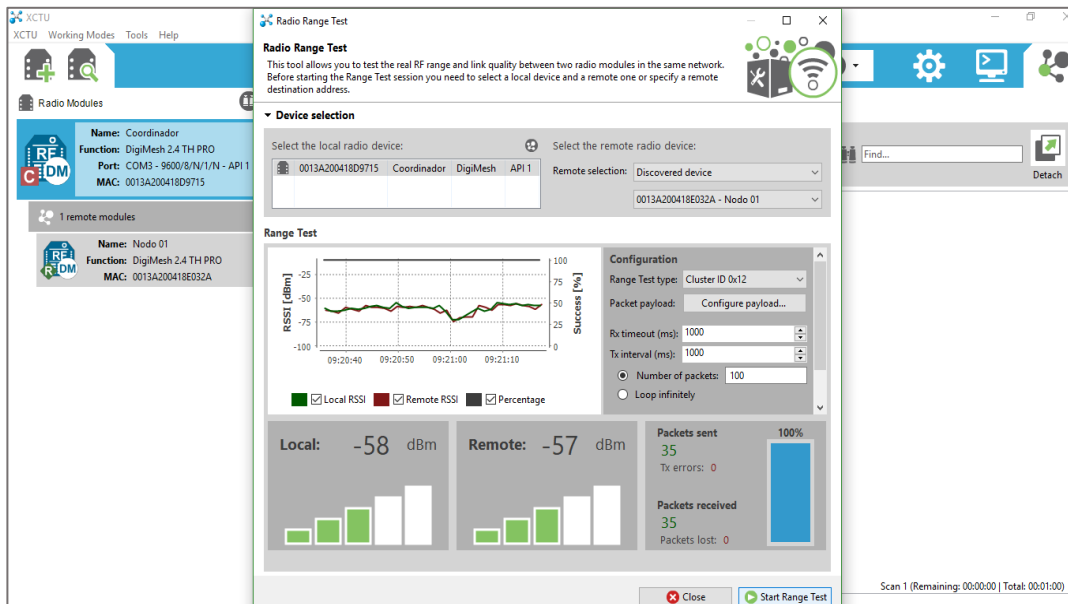 XCTU
XCTU Working Modes Tools Help
Radio Modules
Name: Coordinador
Function: DigiMesh 2.4 TH PRO
Port: COM3 - 9600/8/N/1/N - API 1
MAC: 0013A200418D9715
RF
C DM
1 remote modules
Name: Nodo 01
Function: DigiMesh 2.4 TH PRO
MAC: 0013A200418E032A
RF
R DM
Radio Range Test
Radio Range Test
This tool allows you to test the real RF range and link quality between two radio modules in the same network.
Before starting the Range Test session you need to select a local device and a remote one or specify a remote
destination address.
Device selection
Select the local radio device:
0013A200418D9715 Coordinador DigiMesh API 1
Select the remote radio device:
Remote selection: Discovered device
0013A200418E032A - Nodo 01
Range Test
RSSI [dBm]
-25
-50
-75
-100
100
75
50
25
0
Success [%]
09:20:40 09:20:50 09:21:00 09:21:10
Local RSSI Remote RSSI Percentage
Configuration
Range Test type: Cluster ID 0x12
Packet payload: Configure payload...
Rx timeout (ms): 1000
Tx interval (ms): 1000
Number of packets: 100
Loop infinitely
Local: -58 dBm
Remote: -57 dBm
Packets sent
35
Tx errors: 0
Packets received
35
Packets lost: 0
100%
Close Start Range Test
Find...
Detach
Scan 1 (Remaining: 00:00:00 | Total: 00:01:00)